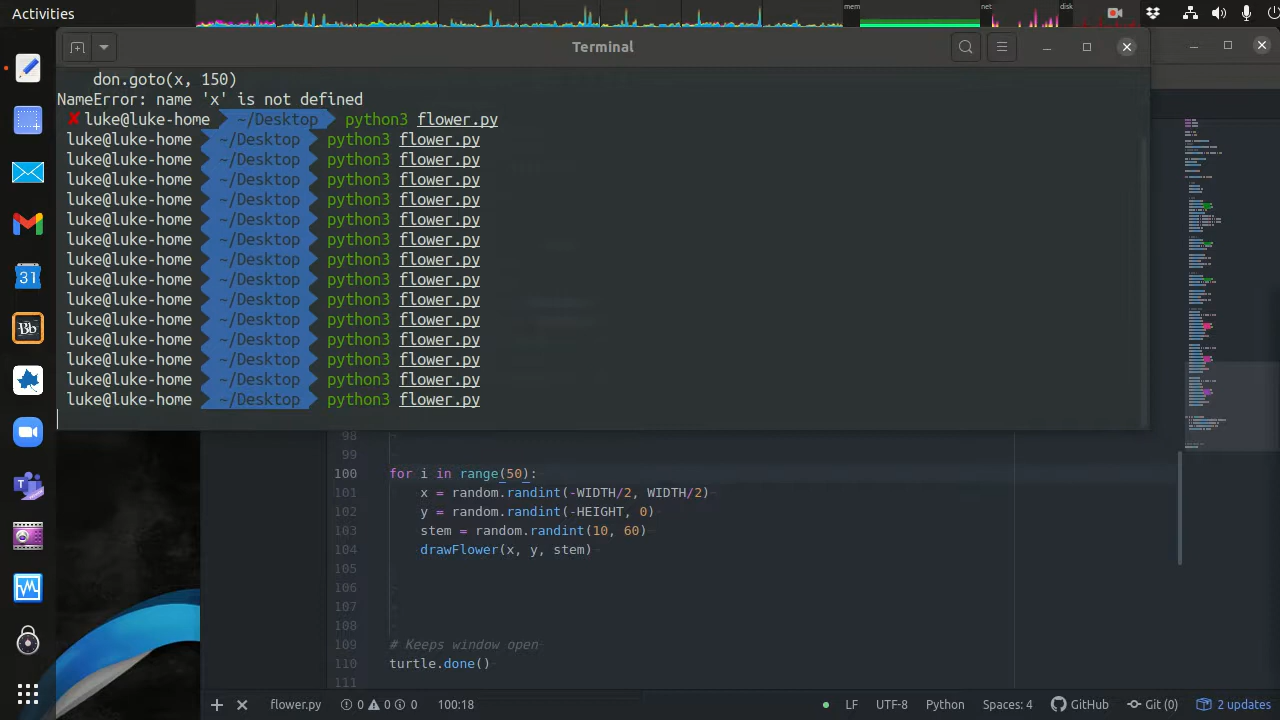 Activities
mem
net
disk
Terminal
don.goto(x, 150)
NameError: name 'x' is not defined
✘ luke@luke-home ~/Desktop python3 flower.py
luke@luke-home ~/Desktop python3 flower.py
luke@luke-home ~/Desktop python3 flower.py
luke@luke-home ~/Desktop python3 flower.py
luke@luke-home ~/Desktop python3 flower.py
luke@luke-home ~/Desktop python3 flower.py
luke@luke-home ~/Desktop python3 flower.py
luke@luke-home ~/Desktop python3 flower.py
luke@luke-home ~/Desktop python3 flower.py
luke@luke-home ~/Desktop python3 flower.py
luke@luke-home ~/Desktop python3 flower.py
luke@luke-home ~/Desktop python3 flower.py
luke@luke-home ~/Desktop python3 flower.py
luke@luke-home ~/Desktop python3 flower.py
luke@luke-home ~/Desktop python3 flower.py
31
Bb
98
99
100 for i in range(50):
101 x = random.randint(-WIDTH/2, WIDTH/2)
102 y = random.randint(-HEIGHT, 0)
103 stem = random.randint(10, 60)
104 drawFlower(x, y, stem)
105
106
107
108
109 # Keeps window open
110 turtle.done()
111
flower.py 0 0 0 100:18 LF UTF-8 Python Spaces: 4 GitHub Git (0) 2 updates